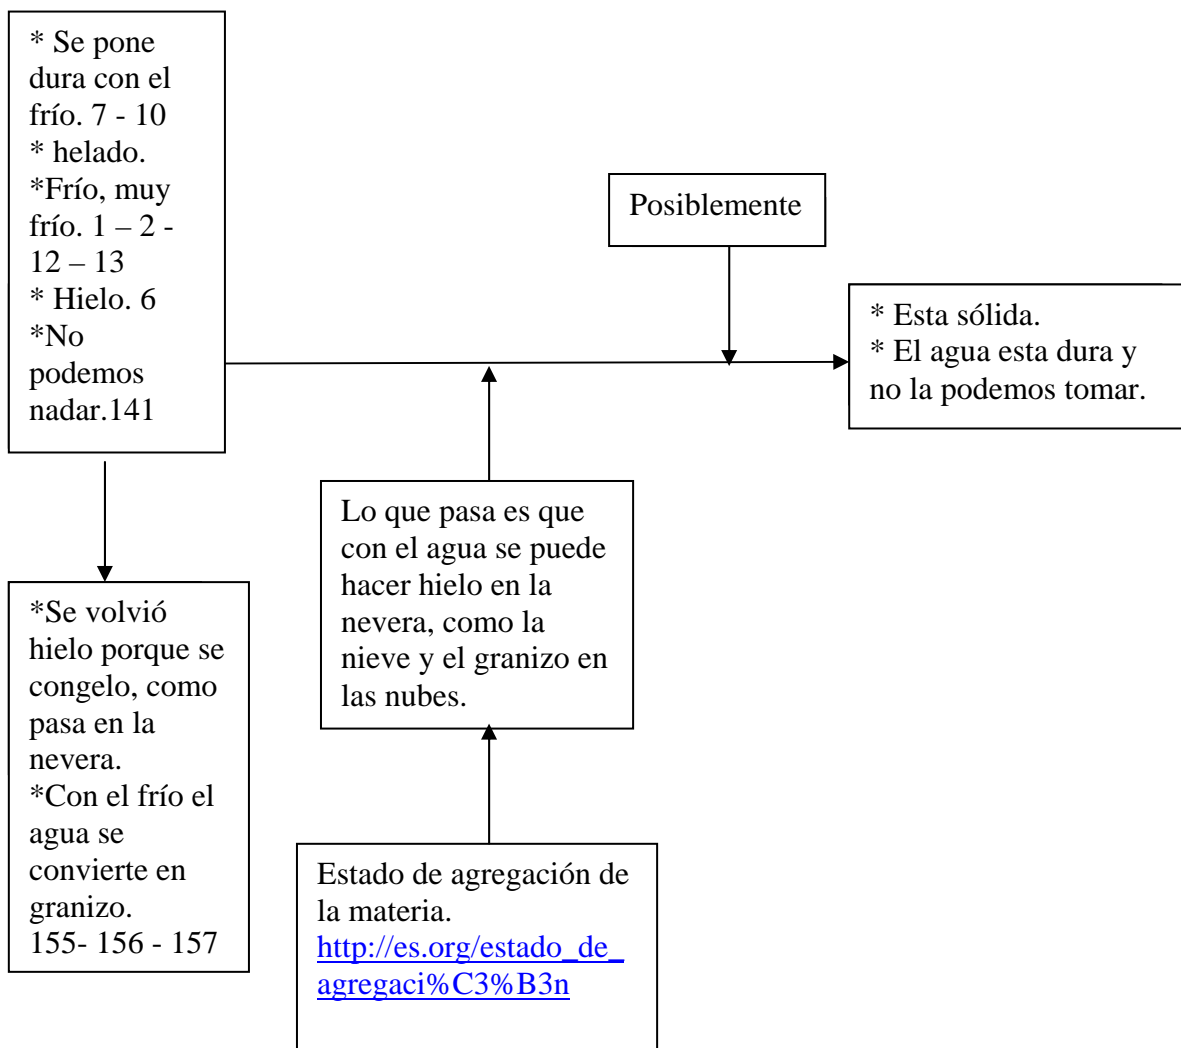 * Se pone
dura con el
frío. 7 - 10
* helado.
*Frío, muy
frío. 1 – 2 -
12 – 13
* Hielo. 6
*No
podemos
nadar.141
Posiblemente
* Esta sólida.
* El agua esta dura y
no la podemos tomar.
Lo que pasa es que
con el agua se puede
hacer hielo en la
nevera, como la
nieve y el granizo en
las nubes.
*Se volvió
hielo porque se
congelo, como
pasa en la
nevera.
*Con el frío el
agua se
convierte en
granizo.
155- 156 - 157
Estado de agregación de
la materia.
http://es.org/estado_de_
agregaci%C3%B3n